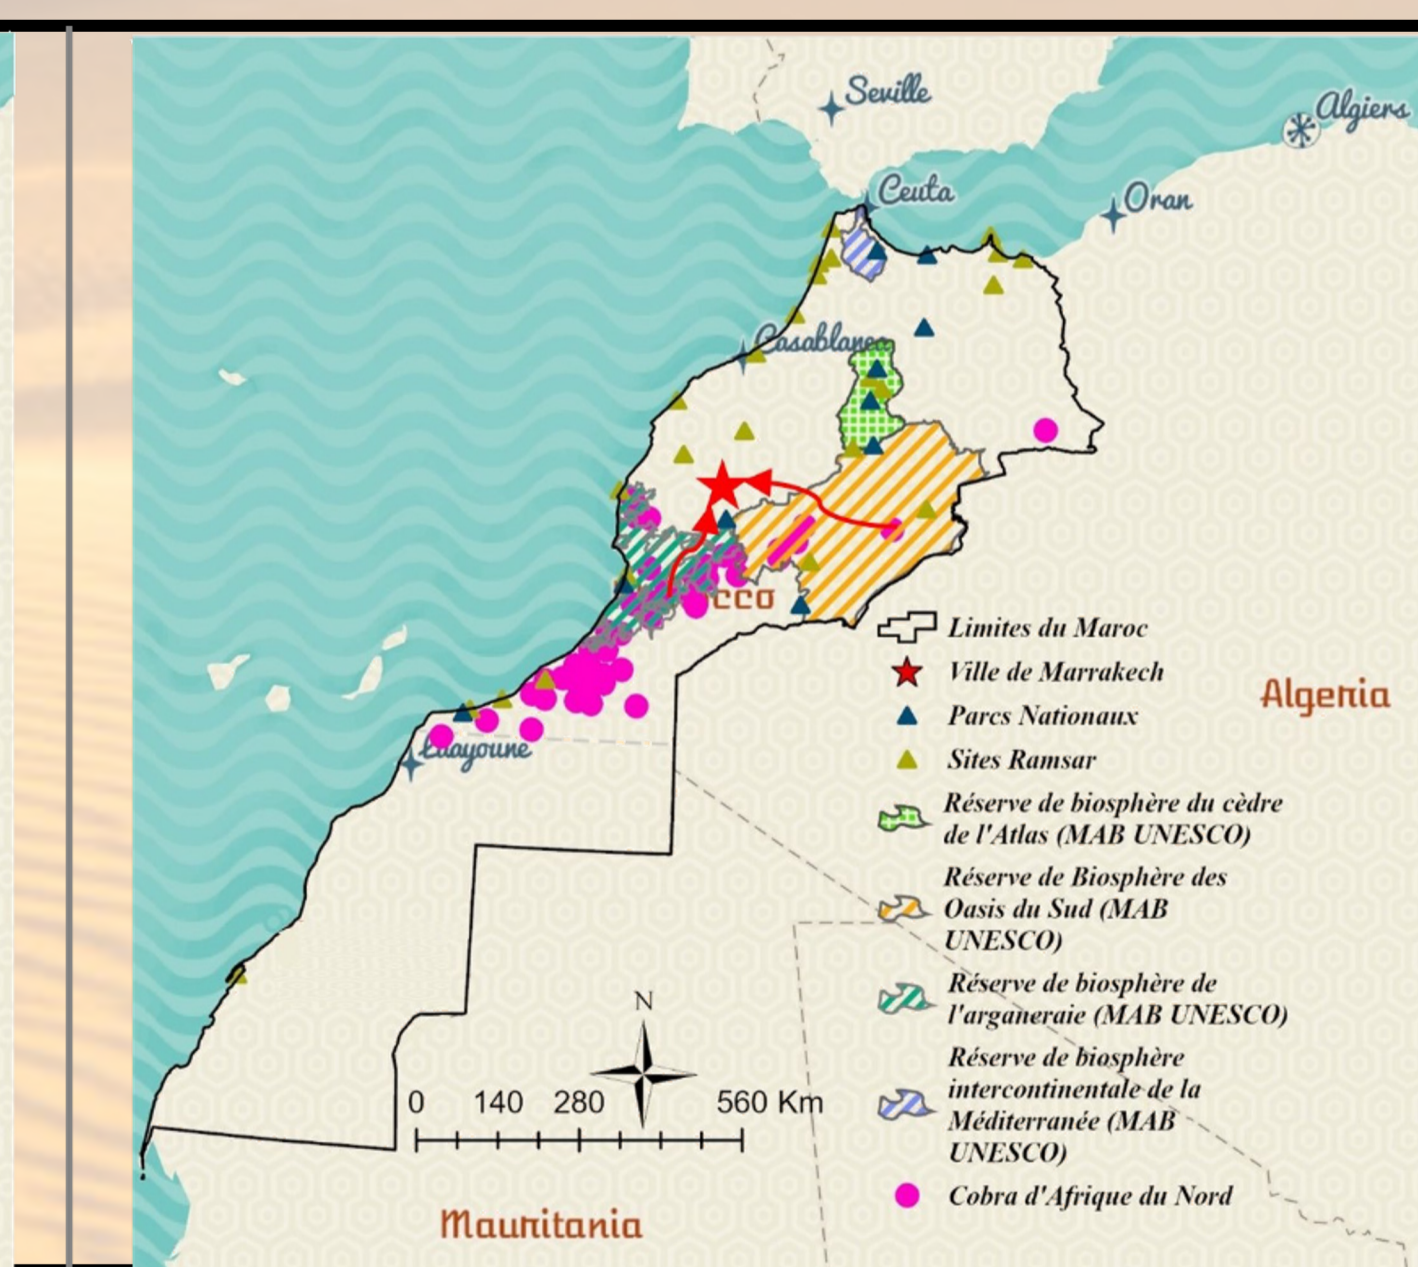 Seville
Algiers
Ceuta
Oran
Casablanca
cco
Laayoune
Algeria
Mauritania
Limites du Maroc
Ville de Marrakech
Parcs Nationaux
Sites Ramsar
Réserve de biosphère du cèdre
de l'Atlas (MAB UNESCO)
Réserve de Biosphère des
Oasis du Sud (MAB
UNESCO)
Réserve de biosphère de
l'arganeraie (MAB UNESCO)
Réserve de biosphère
intercontinentale de la
Méditerranée (MAB
UNESCO)
Cobra d'Afrique du Nord
N
0 140 280 560 Km